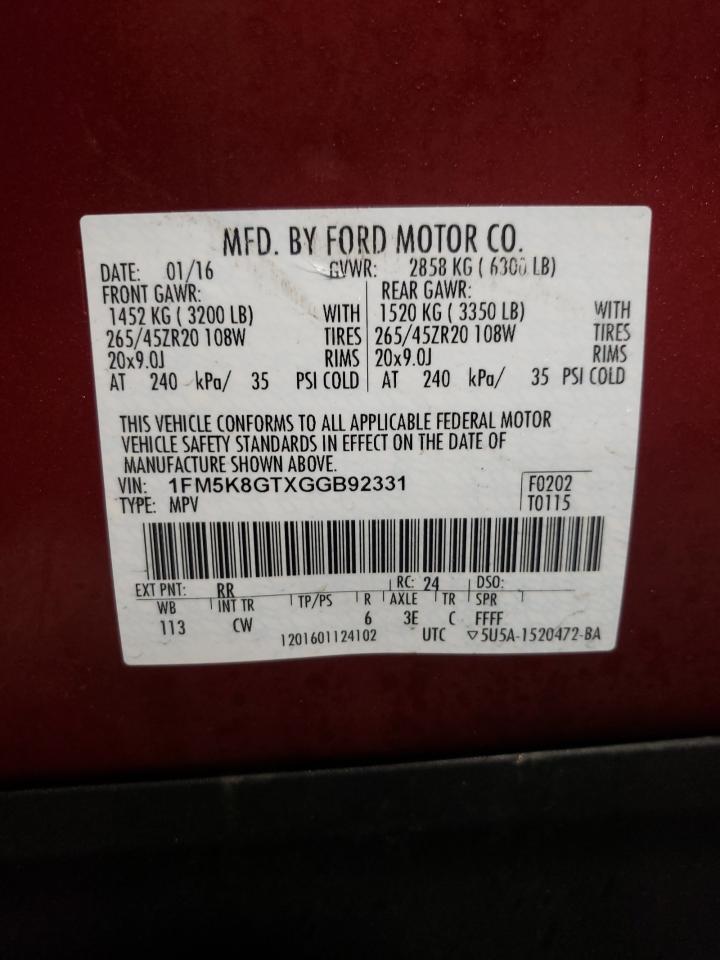 MFD. BY FORD MOTOR CO.
DATE: 01/16 GVWR: 2858 KG ( 6300 LB)
FRONT GAWR: REAR GAWR:
1452 KG ( 3200 LB) WITH 1520 KG ( 3350 LB) WITH
265/45ZR20 108W TIRES 265/45ZR20 108W TIRES
20x9.0J RIMS 20x9.0J RIMS
AT 240 kPa/ 35 PSI COLD AT 240 kPa/ 35 PSI COLD
THIS VEHICLE CONFORMS TO ALL APPLICABLE FEDERAL MOTOR
VEHICLE SAFETY STANDARDS IN EFFECT ON THE DATE OF
MANUFACTURE SHOWN ABOVE.
VIN: 1FM5K8GTXGGB92331 F0202
TYPE: MPV T0115
EXT PNT: RR RC: 24 DSO:
WB INT TR TP/PS R AXLE TR SPR
113 CW 6 3E C FFFF
1201601124102 UTC ▽5U5A-1520472-BA